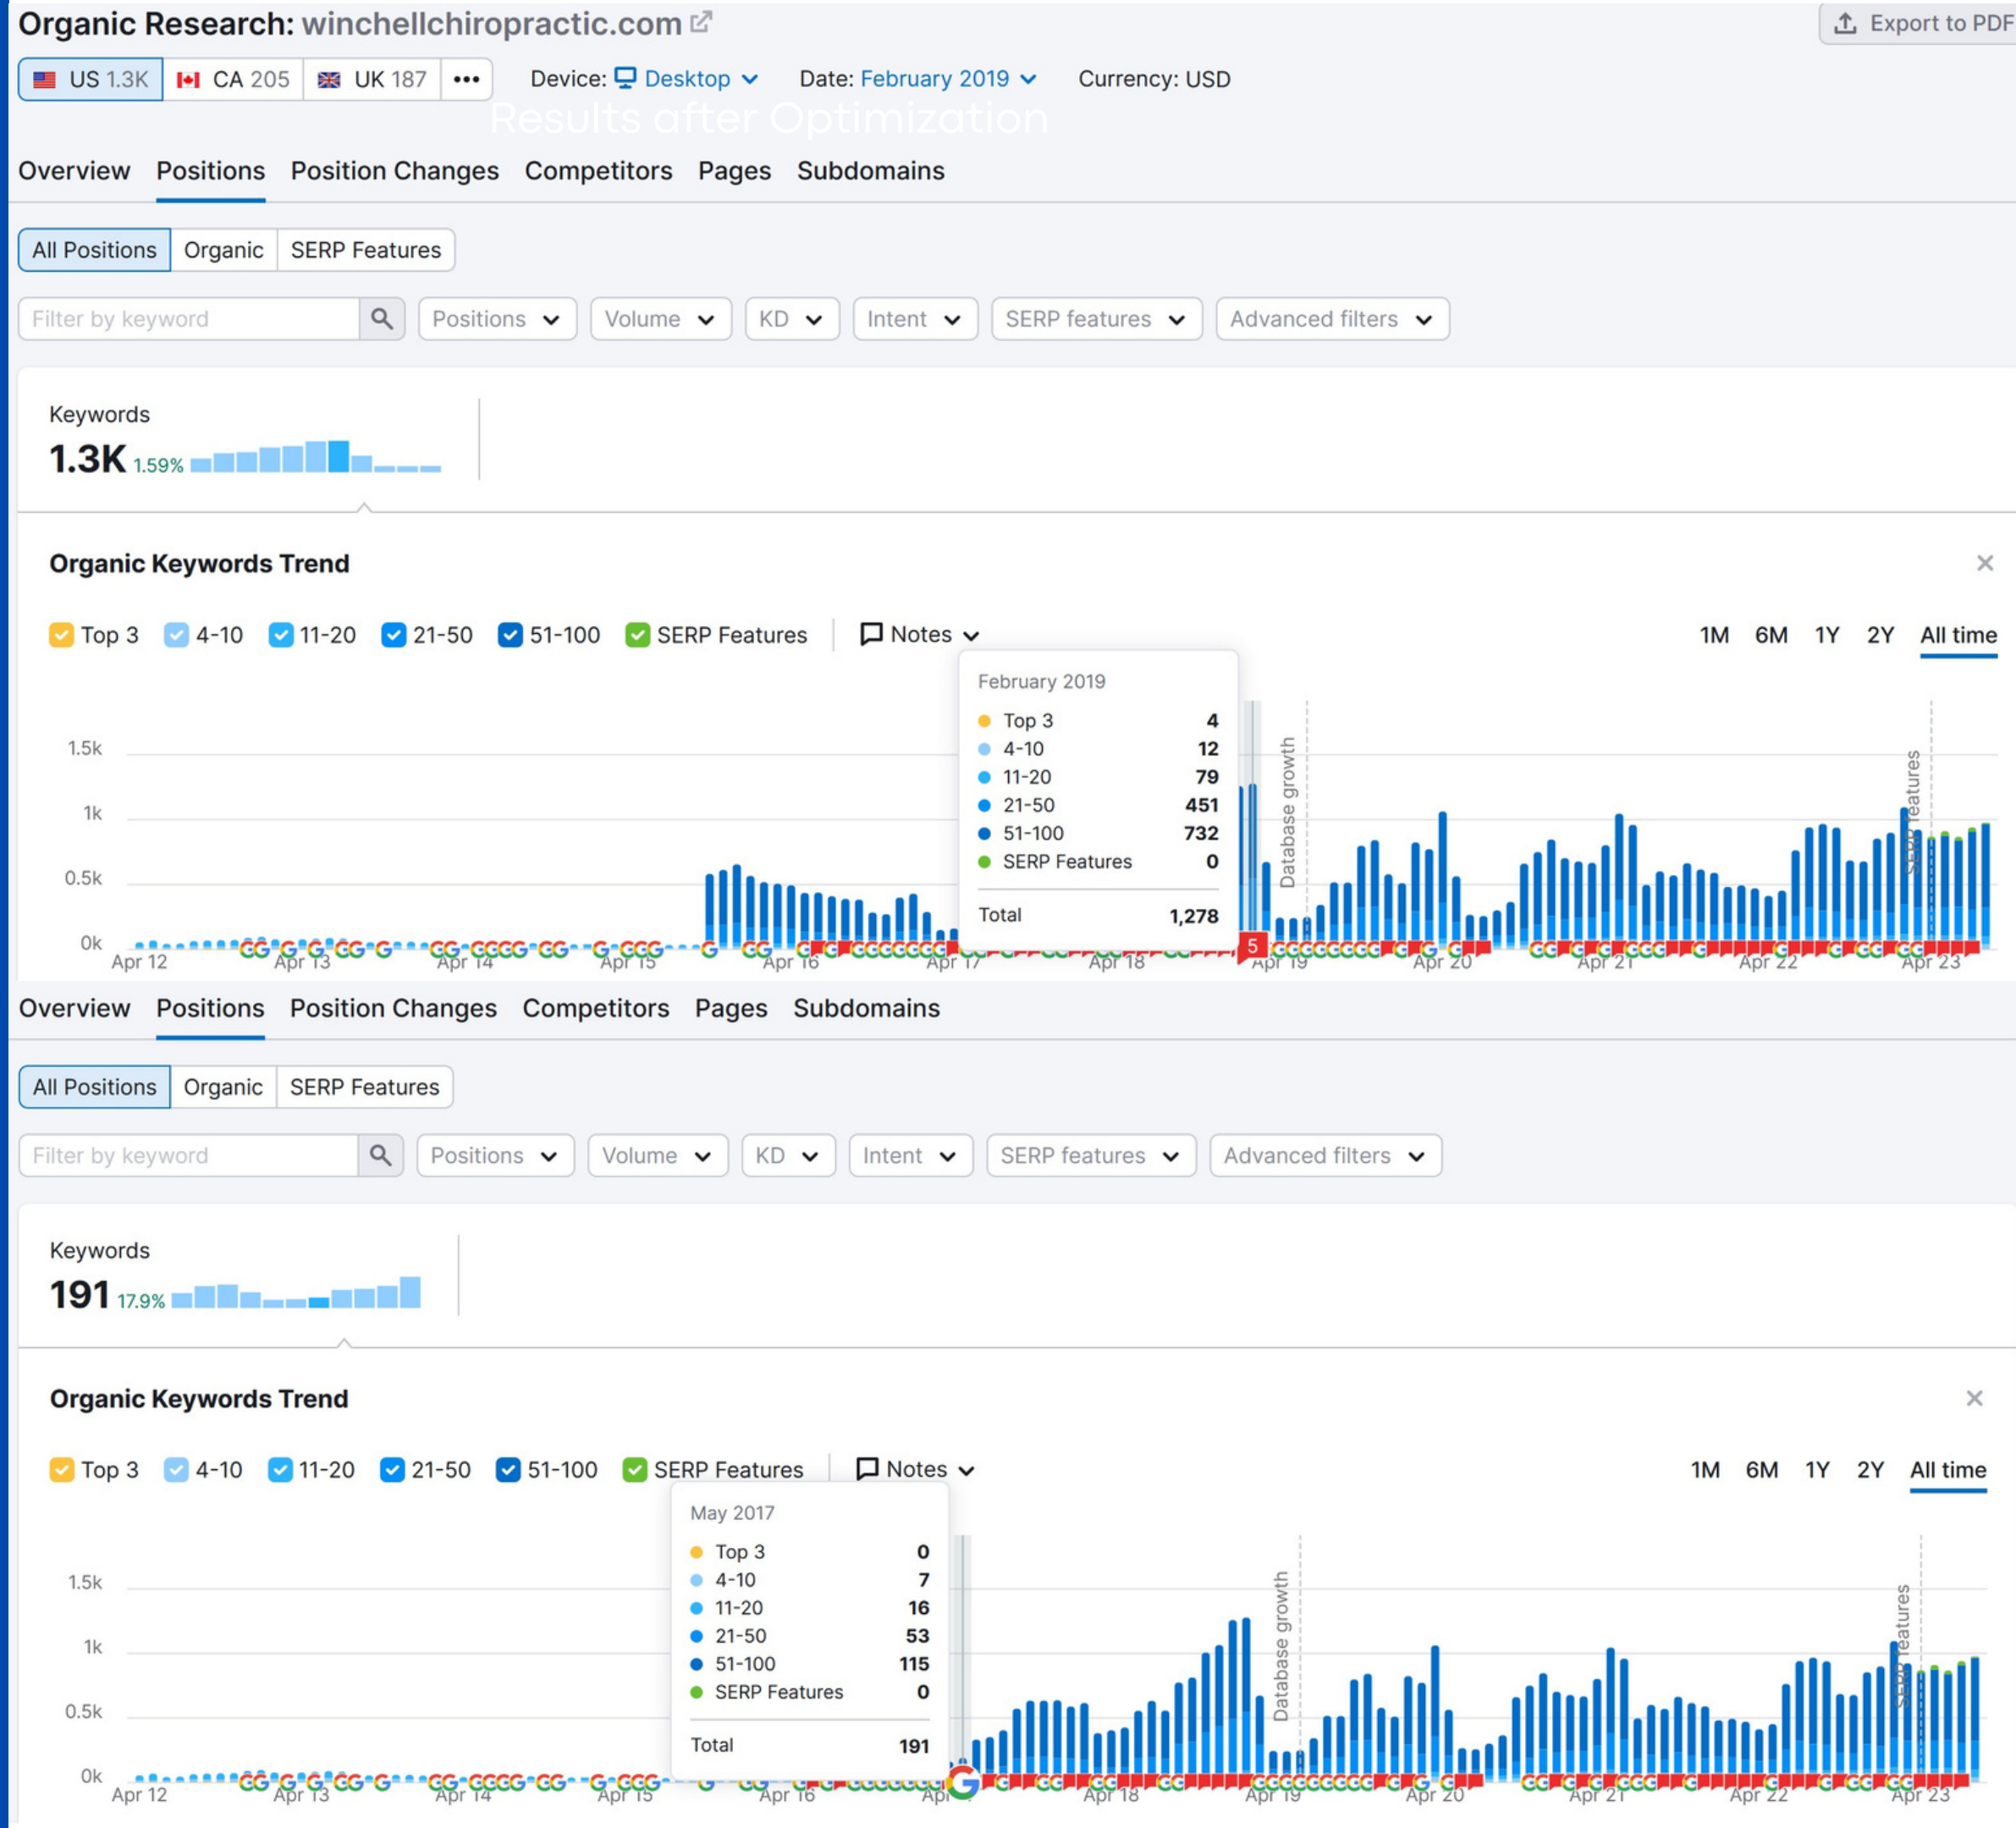 Organic Research: winchellchiropractic.com
Export to PDF
US 1.3K CA 205 UK 187 ••• Device: Desktop Date: February 2019 Currency: USD
Results after Optimization
Overview Positions Position Changes Competitors Pages Subdomains
All Positions Organic SERP Features
Filter by keyword Positions Volume KD Intent SERP features Advanced filters
Keywords
1.3K 1.59%
Organic Keywords Trend
Top 3 4-10 11-20 21-50 51-100 SERP Features Notes 1M 6M 1Y 2Y All time
February 2019
Top 3 4
4-10 12
11-20 79
21-50 451
51-100 732
SERP Features 0
Total 1,278
1.5k
1k
0.5k
0k
Database growth
SERP features
5
Apr 12 Apr 13 Apr 14 Apr 15 Apr 16 Apr 17 Apr 18 Apr 19 Apr 20 Apr 21 Apr 22 Apr 23
Overview Positions Position Changes Competitors Pages Subdomains
All Positions Organic SERP Features
Filter by keyword Positions Volume KD Intent SERP features Advanced filters
Keywords
191 17.9%
Organic Keywords Trend
Top 3 4-10 11-20 21-50 51-100 SERP Features Notes 1M 6M 1Y 2Y All time
May 2017
Top 3 0
4-10 7
11-20 16
21-50 53
51-100 115
SERP Features 0
Total 191
1.5k
1k
0.5k
0k
Database growth
SERP features
Apr 12 Apr 13 Apr 14 Apr 15 Apr 16 Apr 18 Apr 19 Apr 20 Apr 21 Apr 22 Apr 23